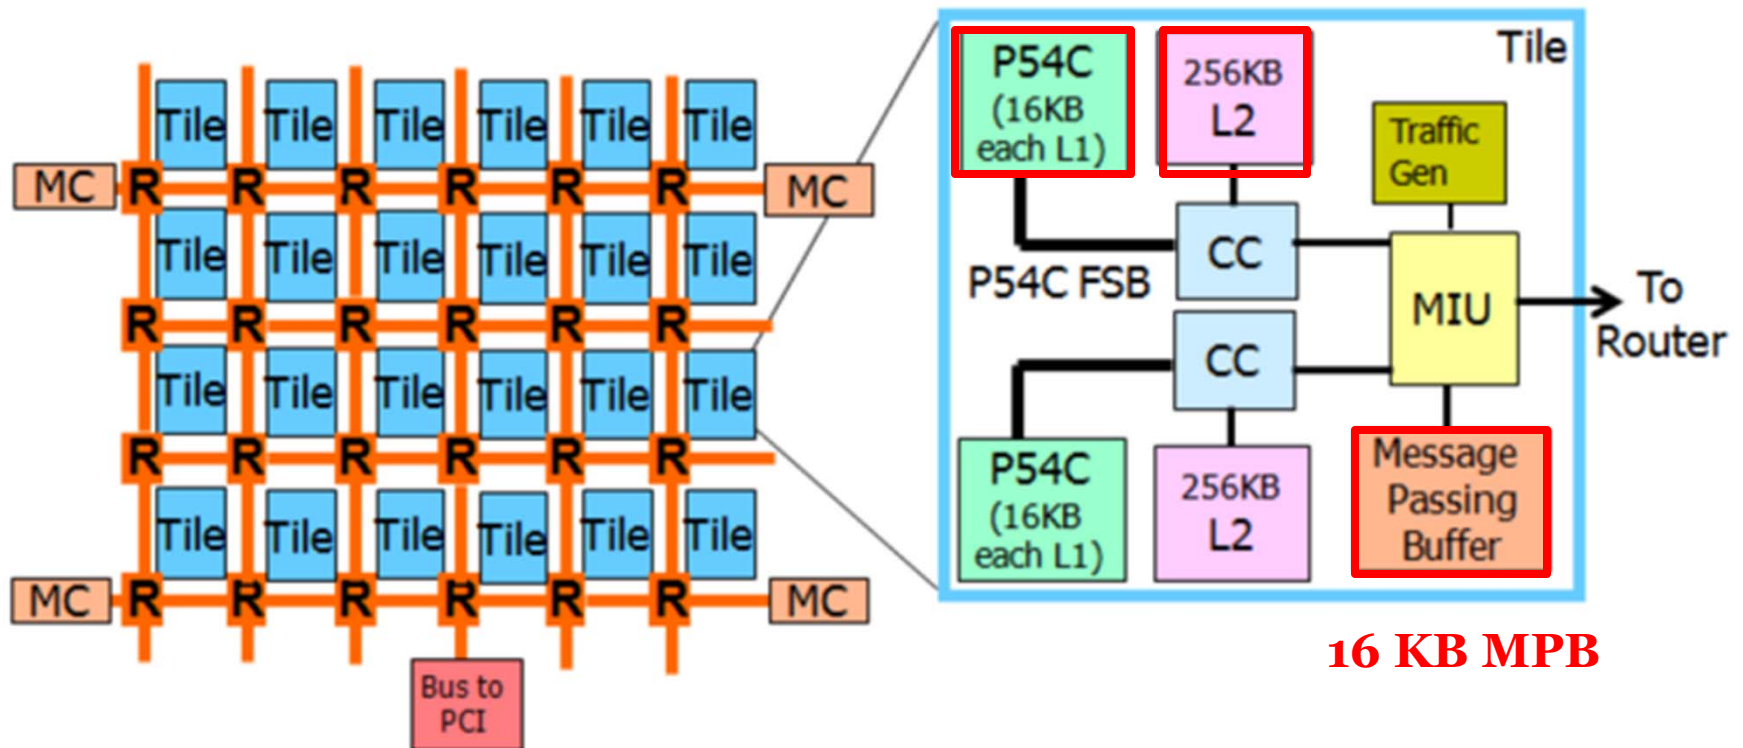 Tile Tile Tile Tile Tile Tile
MC R R R R R R MC
Tile Tile Tile Tile Tile Tile
R R R R R R
Tile Tile Tile Tile Tile Tile
R R R R R R
Tile Tile Tile Tile Tile Tile
MC R R R R R R MC
Bus to
PCI
Tile
P54C
(16KB
each L1)
256KB
L2
Traffic
Gen
CC
P54C FSB
MIU
To
Router
CC
P54C
(16KB
each L1)
256KB
L2
Message
Passing
Buffer
16 KB MPB